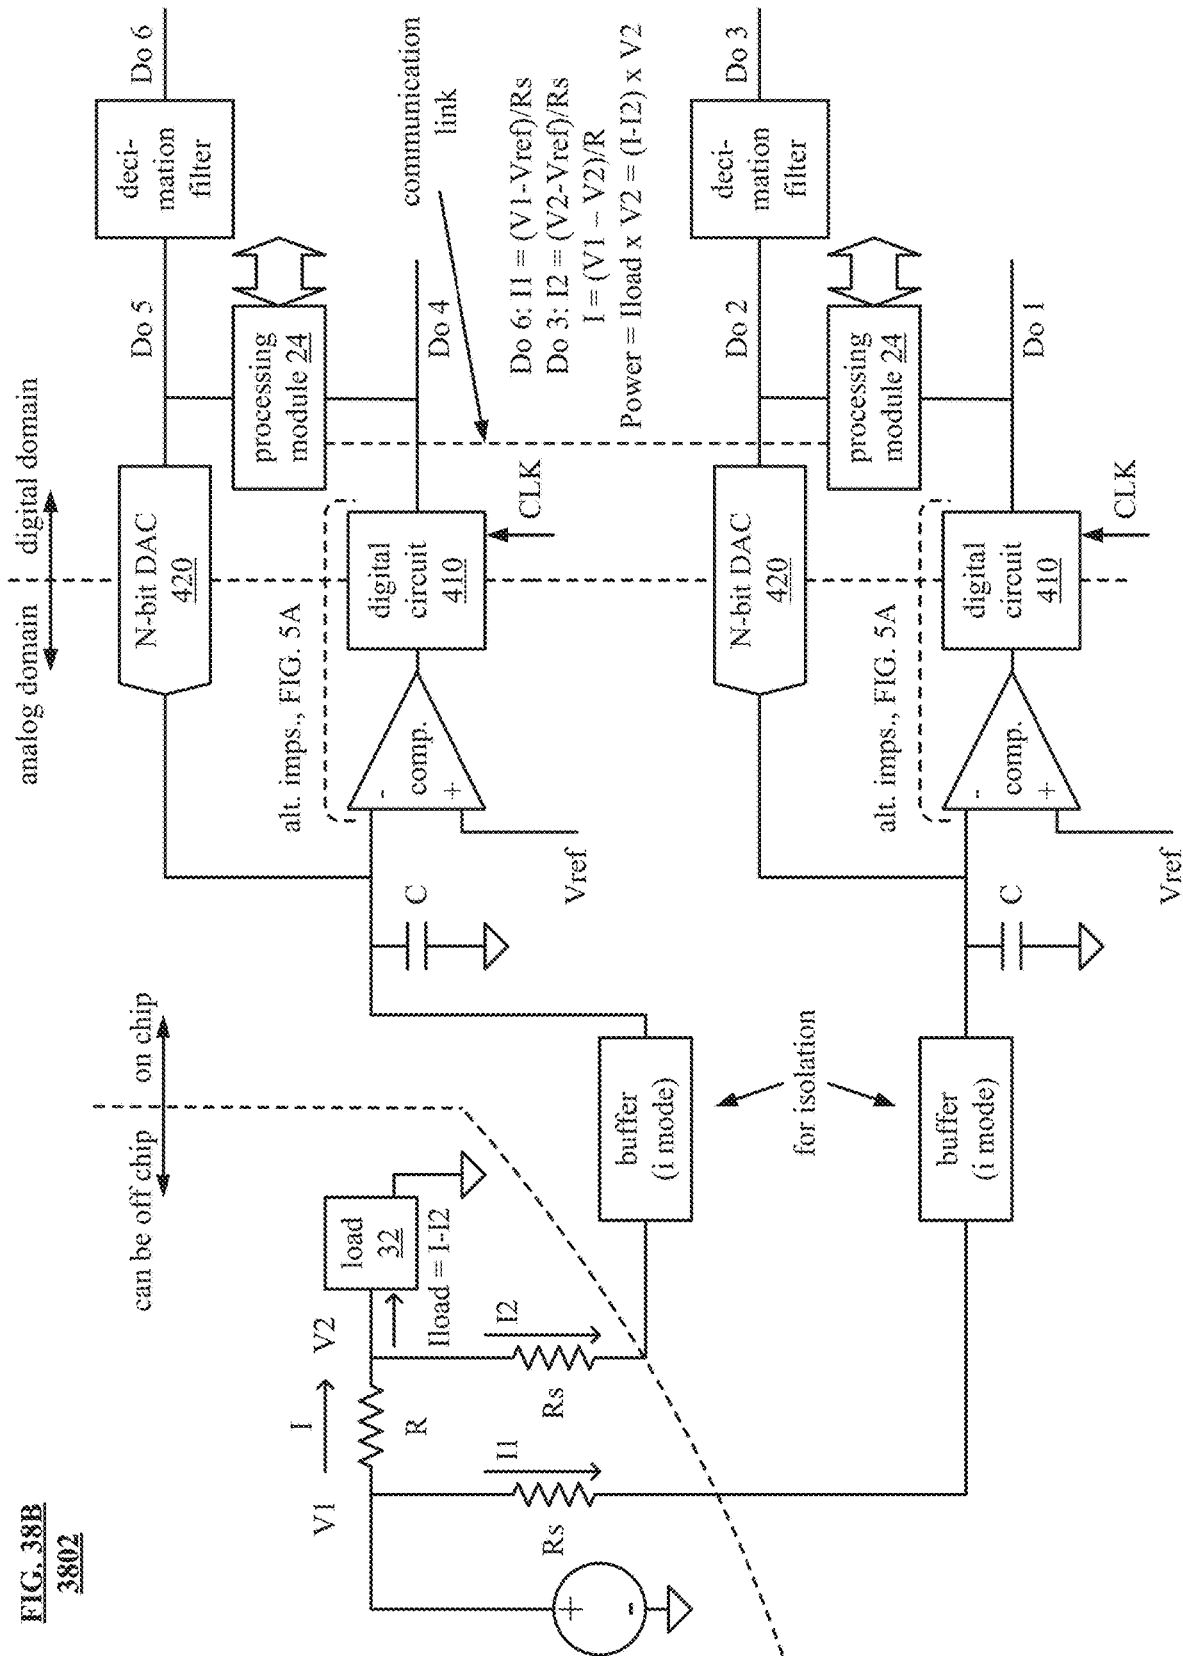 FIG. 38B
3802
analog domain
digital domain
can be off chip
on chip
N-bit DAC
420
Do 5
deci-
mation
filter
Do 6
processing
module 24
alt. imps., FIG. 5A
-
+
comp.
digital
circuit
410
CLK
Do 4
Vref
C
communication
link
V1
I
R
V2
load
32
Iload = I-I2
I1
Rs
I2
Rs
+
-
buffer
(i mode)
for isolation
buffer
(i mode)
Do 6: I1 = (V1-Vref)/Rs
Do 3: I2 = (V2-Vref)/Rs
I = (V1 – V2)/R
Power = Iload x V2 = (I-I2) x V2
N-bit DAC
420
Do 2
deci-
mation
filter
Do 3
processing
module 24
alt. imps., FIG. 5A
-
+
comp.
digital
circuit
410
CLK
Do 1
Vref
C